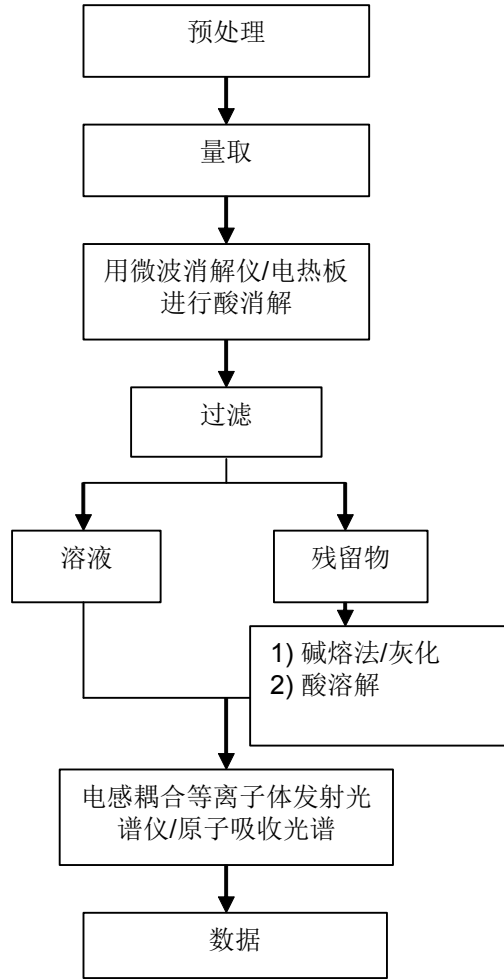 预处理
量取
用微波消解仪/电热板
进行酸消解
过滤
溶液
残留物
1) 碱熔法/灰化
2) 酸溶解
电感耦合等离子体发射光
谱仪/原子吸收光谱
数据